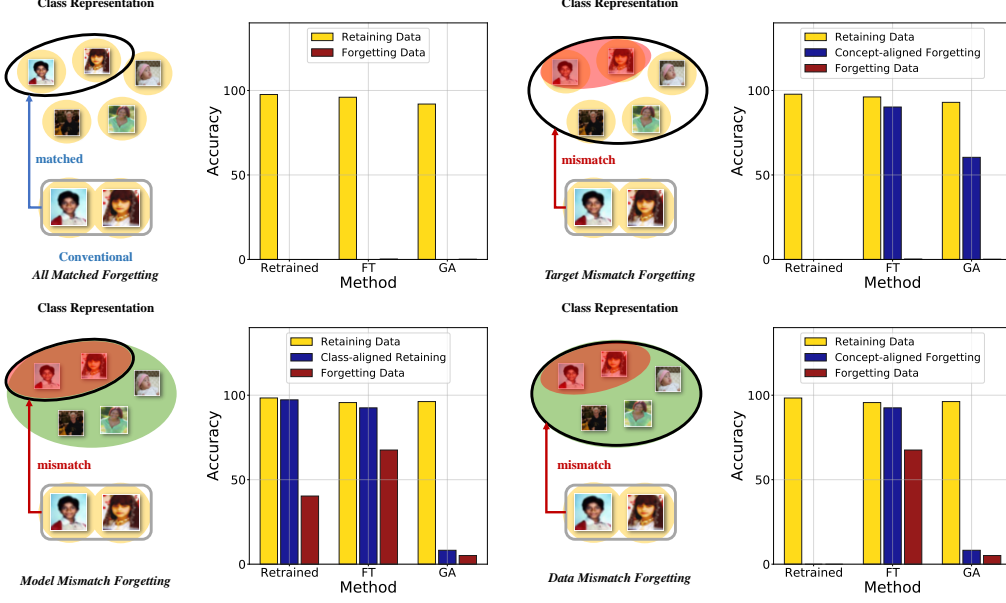 Class Representation
matched
Conventional
All Matched Forgetting
Retaining Data
Forgetting Data
Accuracy
100
50
0
Retrained
FT
GA
Method
Class Representation
mismatch
Target Mismatch Forgetting
Retaining Data
Concept-aligned Forgetting
Forgetting Data
Accuracy
100
50
0
Retrained
FT
GA
Method
Class Representation
mismatch
Model Mismatch Forgetting
Retaining Data
Class-aligned Retaining
Forgetting Data
Accuracy
100
50
0
Retrained
FT
GA
Method
Class Representation
mismatch
Data Mismatch Forgetting
Retaining Data
Concept-aligned Forgetting
Forgetting Data
Accuracy
100
50
0
Retrained
FT
GA
Method